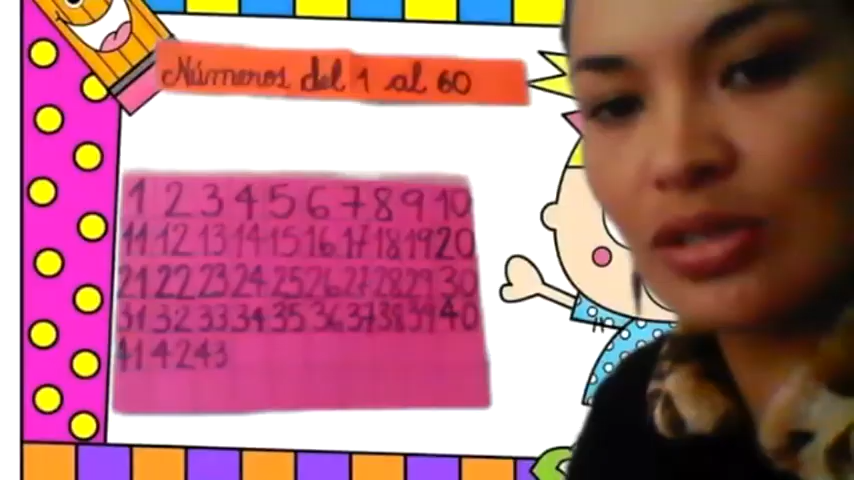 Números del 1 al 60
1 2 3 4 5 6 7 8 9 10
11 12 13 14 15 16 17 18 19 20
21 22 23 24 25 26 27 28 29 30
31 32 33 34 35 36 37 38 39 40
41 42 43